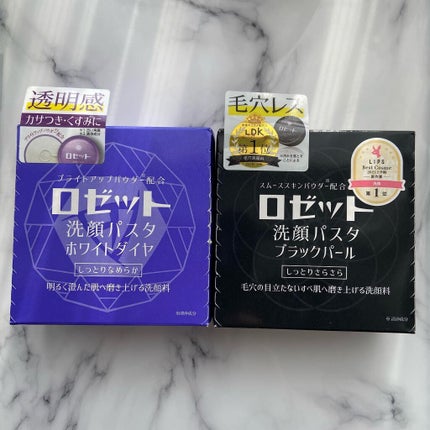 透明感
カサつき・くすみに
ロゼット
ブライトアップパウダー配合
ロゼット
洗顔パスタ
ホワイトダイヤ
しっとりなめらか
明るく澄んだ肌へ磨き上げる洗顔料
毛穴レス
LDK
第1位
スムーススキンパウダー配合
ロゼット
洗顔パスタ
ブラックパール
しっとりさらさら
毛穴の目立たないすべ肌へ磨き上げる洗顔料
LIPS
Best Cosme
第1位